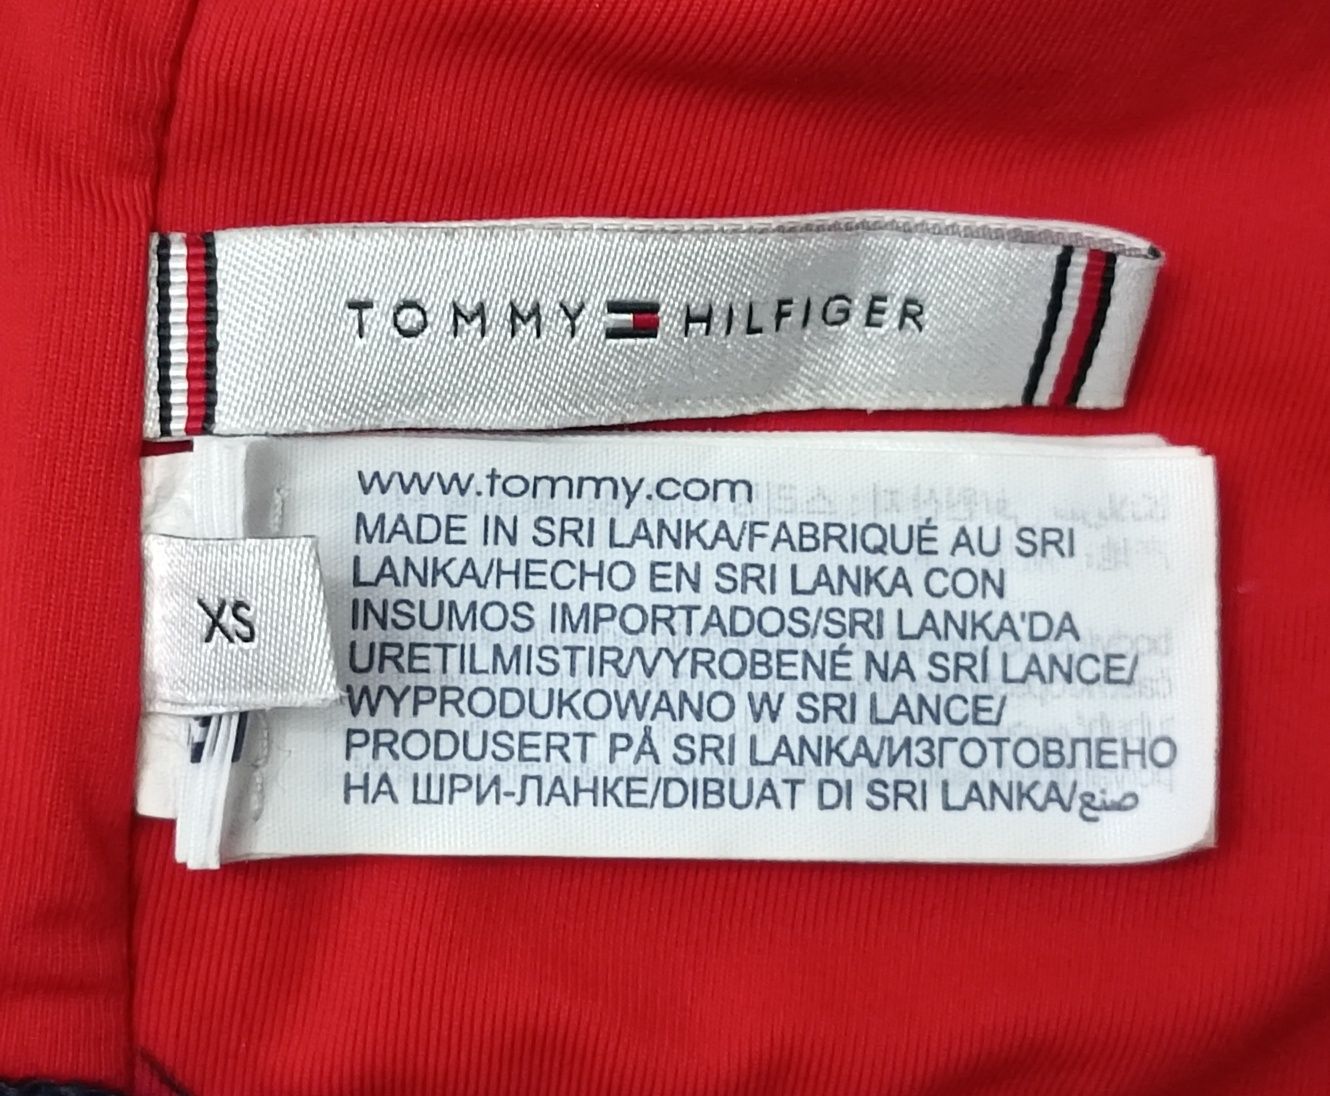 TOMMY HILFIGER
XS
www.tommy.com
MADE IN SRI LANKA/FABRIQUÉ AU SRI
LANKA/HECHO EN SRI LANKA CON
INSUMOS IMPORTADOS/SRI LANKA'DA
URETILMISTIR/VYROBENÉ NA SRÍ LANCE/
WYPRODUKOWANO W SRI LANCE/
PRODUSERT PÅ SRI LANKA/ИЗГОТОВЛЕНО
НА ШРИ-ЛАНКЕ/DIBUAT DI SRI LANKA/صنع